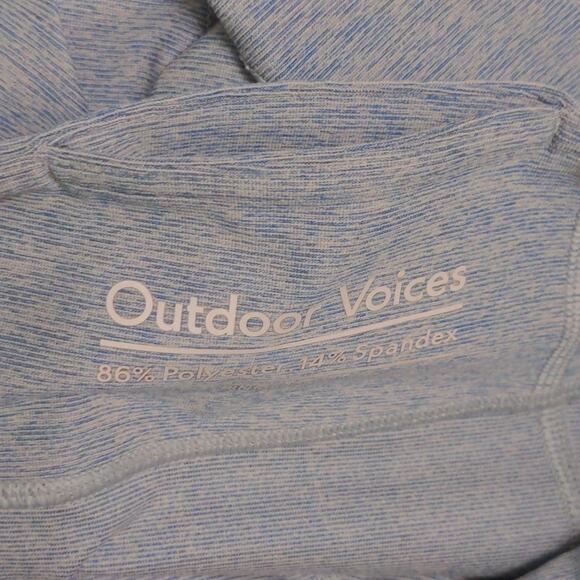 Outdoor Voices
86% Polyester, 14% Spandex